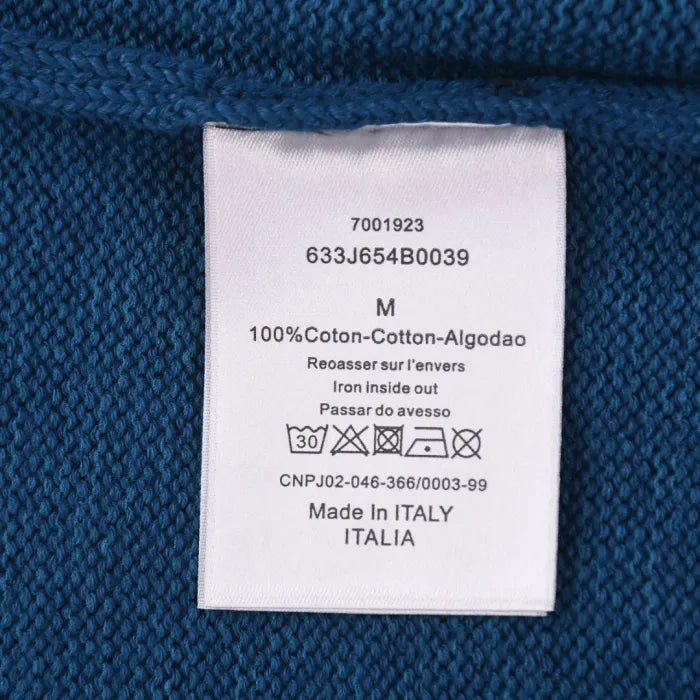 7001923
633J654B0039
M
100%Coton-Cotton-Algodao
Reoasser sur l'envers
Iron inside out
Passar do avesso
30
CNPJ02-046-366/0003-99
Made In ITALY
ITALIA